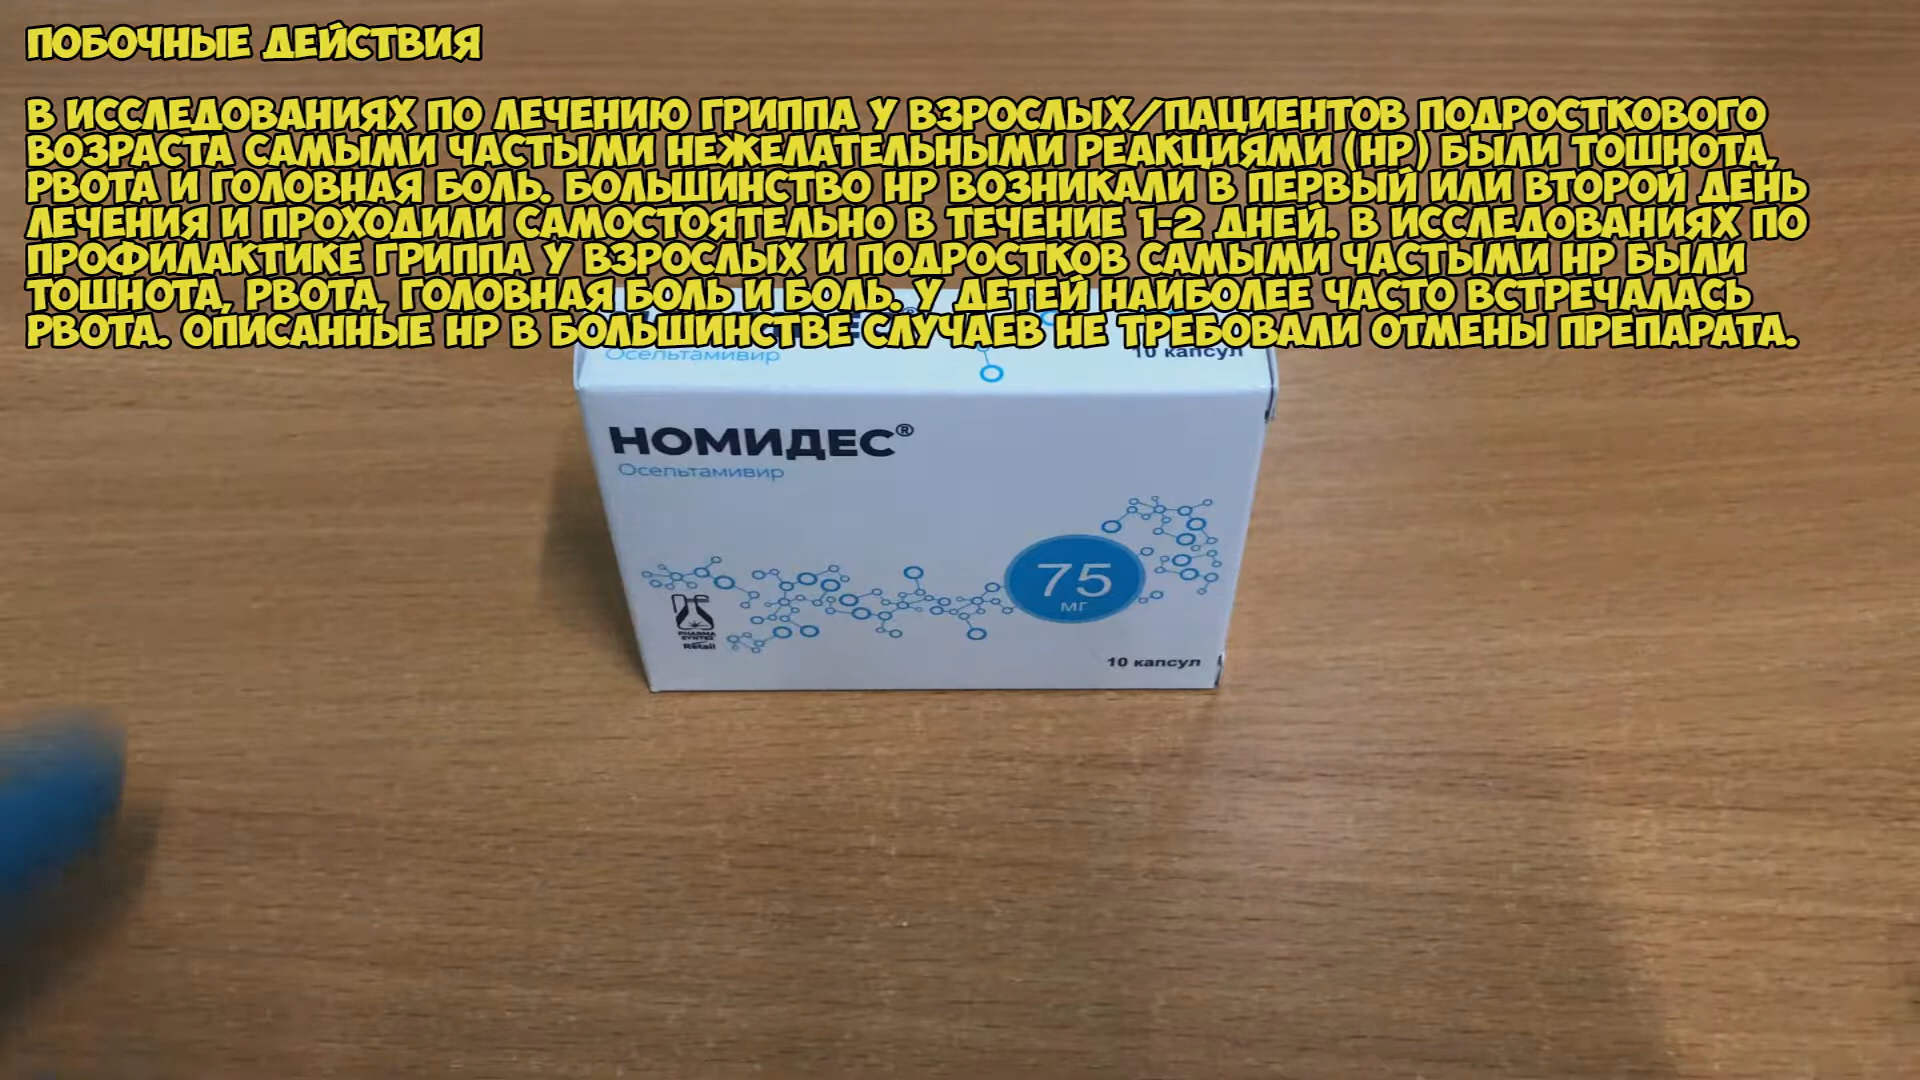 ПОБОЧНЫЕ ДЕЙСТВИЯ
В ИССЛЕДОВАНИЯХ ПО ЛЕЧЕНИЮ ГРИППА У ВЗРОСЛЫХ/ПАЦИЕНТОВ ПОДРОСТКОВОГО
ВОЗРАСТА САМЫМИ ЧАСТЫМИ НЕЖЕЛАТЕЛЬНЫМИ РЕАКЦИЯМИ (НР) БЫЛИ ТОШНОТА,
РВОТА И ГОЛОВНАЯ БОЛЬ. БОЛЬШИНСТВО НР ВОЗНИКАЛИ В ПЕРВЫЙ ИЛИ ВТОРОЙ ДЕНЬ
ЛЕЧЕНИЯ И ПРОХОДИЛИ САМОСТОЯТЕЛЬНО В ТЕЧЕНИЕ 1-2 ДНЕЙ. В ИССЛЕДОВАНИЯХ ПО
ПРОФИЛАКТИКЕ ГРИППА У ВЗРОСЛЫХ И ПОДРОСТКОВ САМЫМИ ЧАСТЫМИ НР БЫЛИ
ТОШНОТА, РВОТА, ГОЛОВНАЯ БОЛЬ И БОЛЬ. У ДЕТЕЙ НАИБОЛЕЕ ЧАСТО ВСТРЕЧАЛАСЬ
РВОТА. ОПИСАННЫЕ НР В БОЛЬШИНСТВЕ СЛУЧАЕВ НЕ ТРЕБОВАЛИ ОТМЕНЫ ПРЕПАРАТА.
Осельтамивир
10 капсул
НОМИДЕС®
Осельтамивир
75
мг
PHARMA
SYNTEZ
Retail
10 капсул